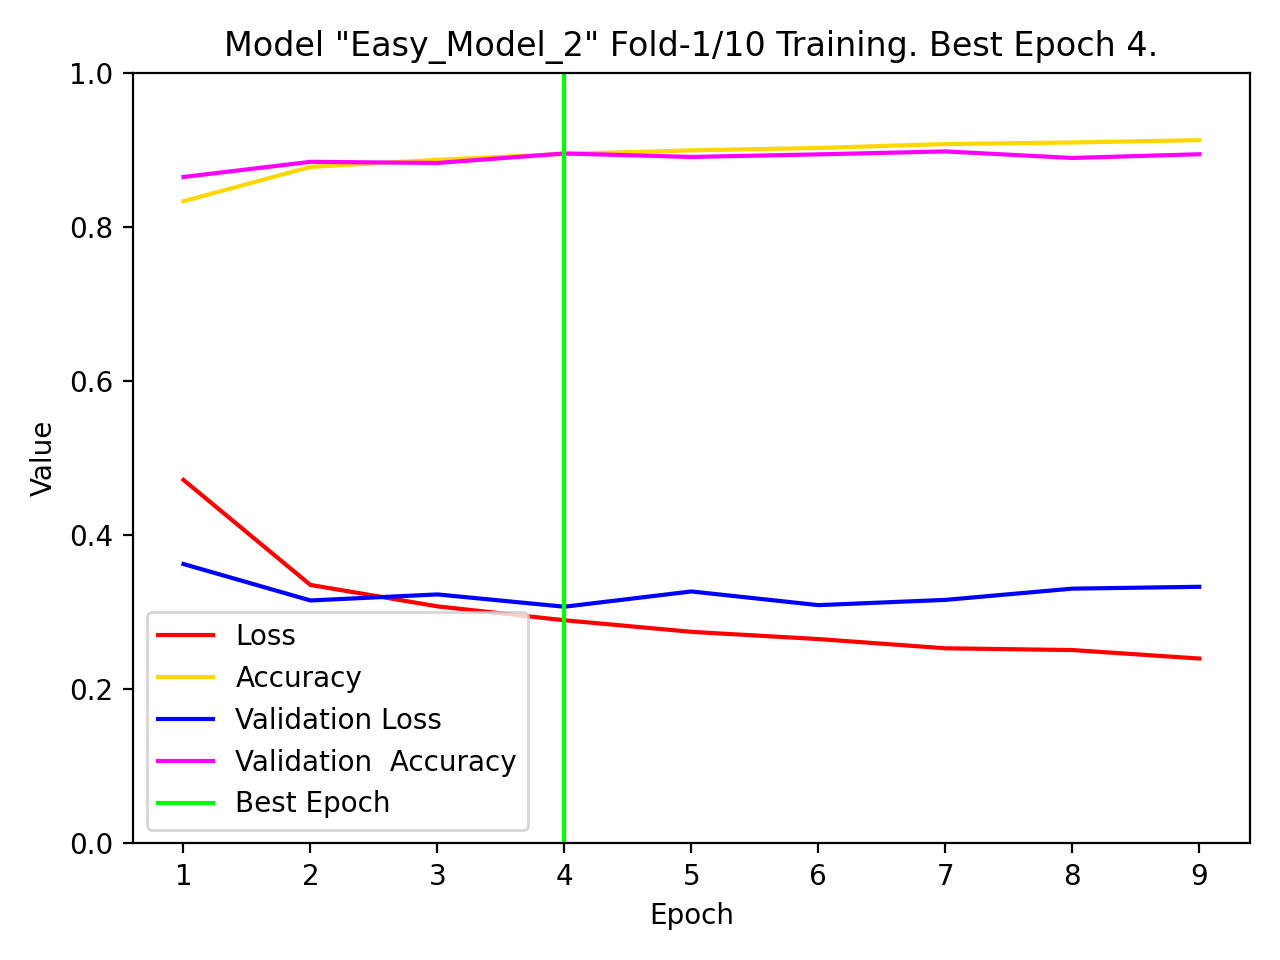 Model "Easy_Model_2" Fold-1/10 Training. Best Epoch 4.
1.0
0.8
0.6
0.4
0.2
0.0
Value
Loss
Accuracy
Validation Loss
Validation  Accuracy
Best Epoch
1 2 3 4 5 6 7 8 9
Epoch